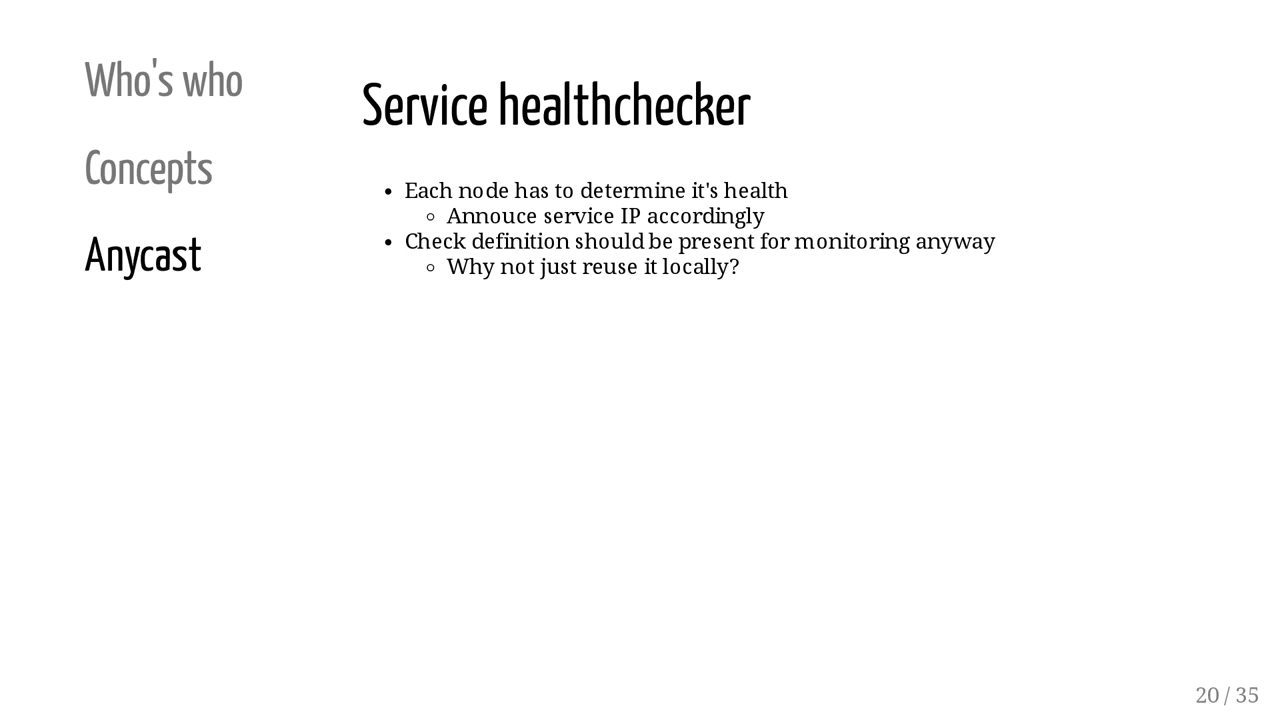 Who's who
Concepts
Anycast
Service healthchecker
Each node has to determine it's health
Annouce service IP accordingly
Check definition should be present for monitoring anyway
Why not just reuse it locally?
20 / 35